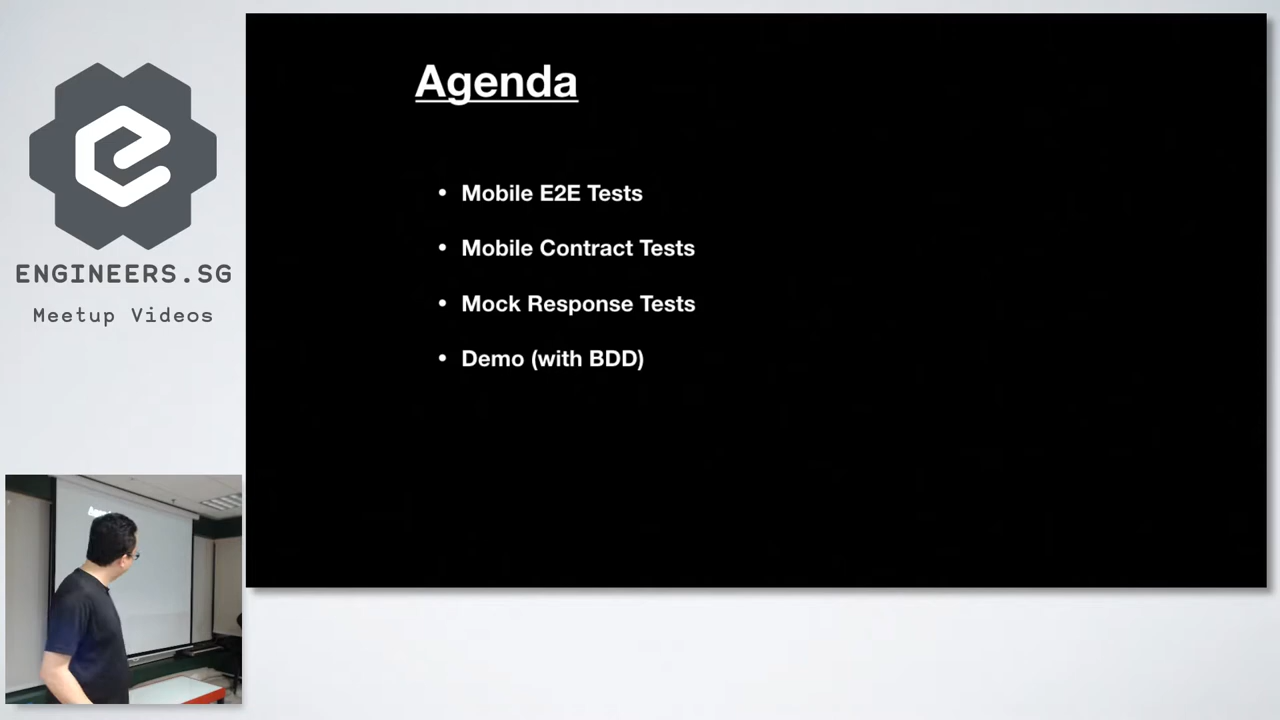 ENGINEERS.SG
Meetup Videos
Agenda
• Mobile E2E Tests
• Mobile Contract Tests
• Mock Response Tests
• Demo (with BDD)